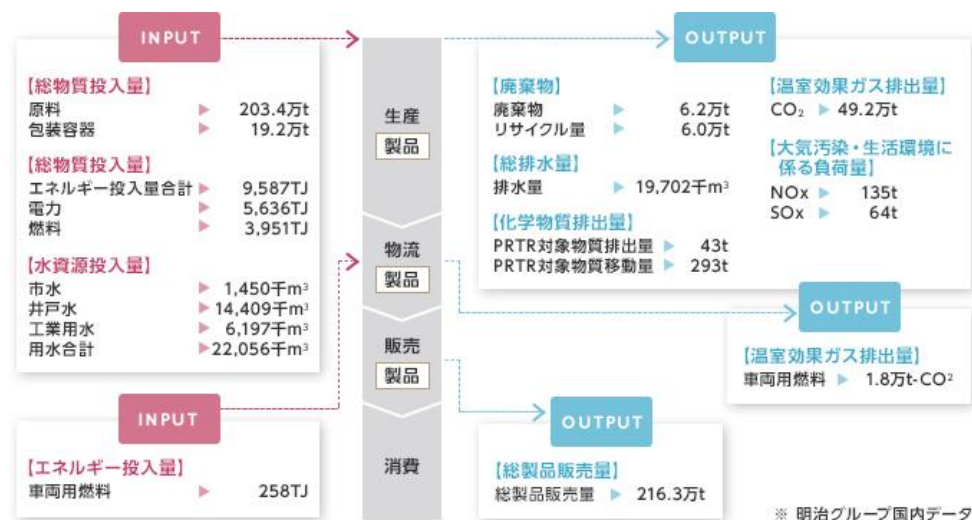 INPUT
【総物質投入量】
原料 ▶ 203.4万t
包装容器 ▶ 19.2万t
【総物質投入量】
エネルギー投入量合計 ▶ 9,587TJ
電力 ▶ 5,636TJ
燃料 ▶ 3,951TJ
【水資源投入量】
市水 ▶ 1,450千m³
井戸水 ▶ 14,409千m³
工業用水 ▶ 6,197千m³
用水合計 ▶ 22,056千m³
INPUT
【エネルギー投入量】
車両用燃料 ▶ 258TJ
生産
製品
物流
製品
販売
製品
消費
OUTPUT
【廃棄物】
廃棄物 ▶ 6.2万t
リサイクル量 ▶ 6.0万t
【総排水量】
排水量 ▶ 19,702千m³
【化学物質排出量】
PRTR対象物質排出量 ▶ 43t
PRTR対象物質移動量 ▶ 293t
【温室効果ガス排出量】
CO₂ ▶ 49.2万t
【大気汚染・生活環境に
係る負荷量】
NOx ▶ 135t
SOx ▶ 64t
OUTPUT
【温室効果ガス排出量】
車両用燃料 ▶ 1.8万t-CO²
OUTPUT
【総製品販売量】
総製品販売量 ▶ 216.3万t
※ 明治グループ国内データ